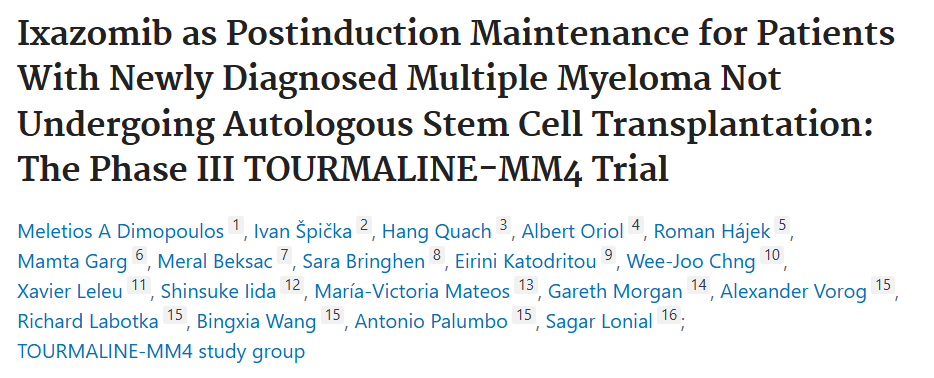 Ixazomib as Postinduction Maintenance for Patients
With Newly Diagnosed Multiple Myeloma Not
Undergoing Autologous Stem Cell Transplantation:
The Phase III TOURMALINE-MM4 Trial
Meletios A Dimopoulos 1, Ivan Špička 2, Hang Quach 3, Albert Oriol 4, Roman Hájek 5,
Mamta Garg 6, Meral Beksac 7, Sara Bringhen 8, Eirini Katodritou 9, Wee-Joo Chng 10,
Xavier Leleu 11, Shinsuke Iida 12, María-Victoria Mateos 13, Gareth Morgan 14, Alexander Vorog 15,
Richard Labotka 15, Bingxia Wang 15, Antonio Palumbo 15, Sagar Lonial 16;
TOURMALINE-MM4 study group